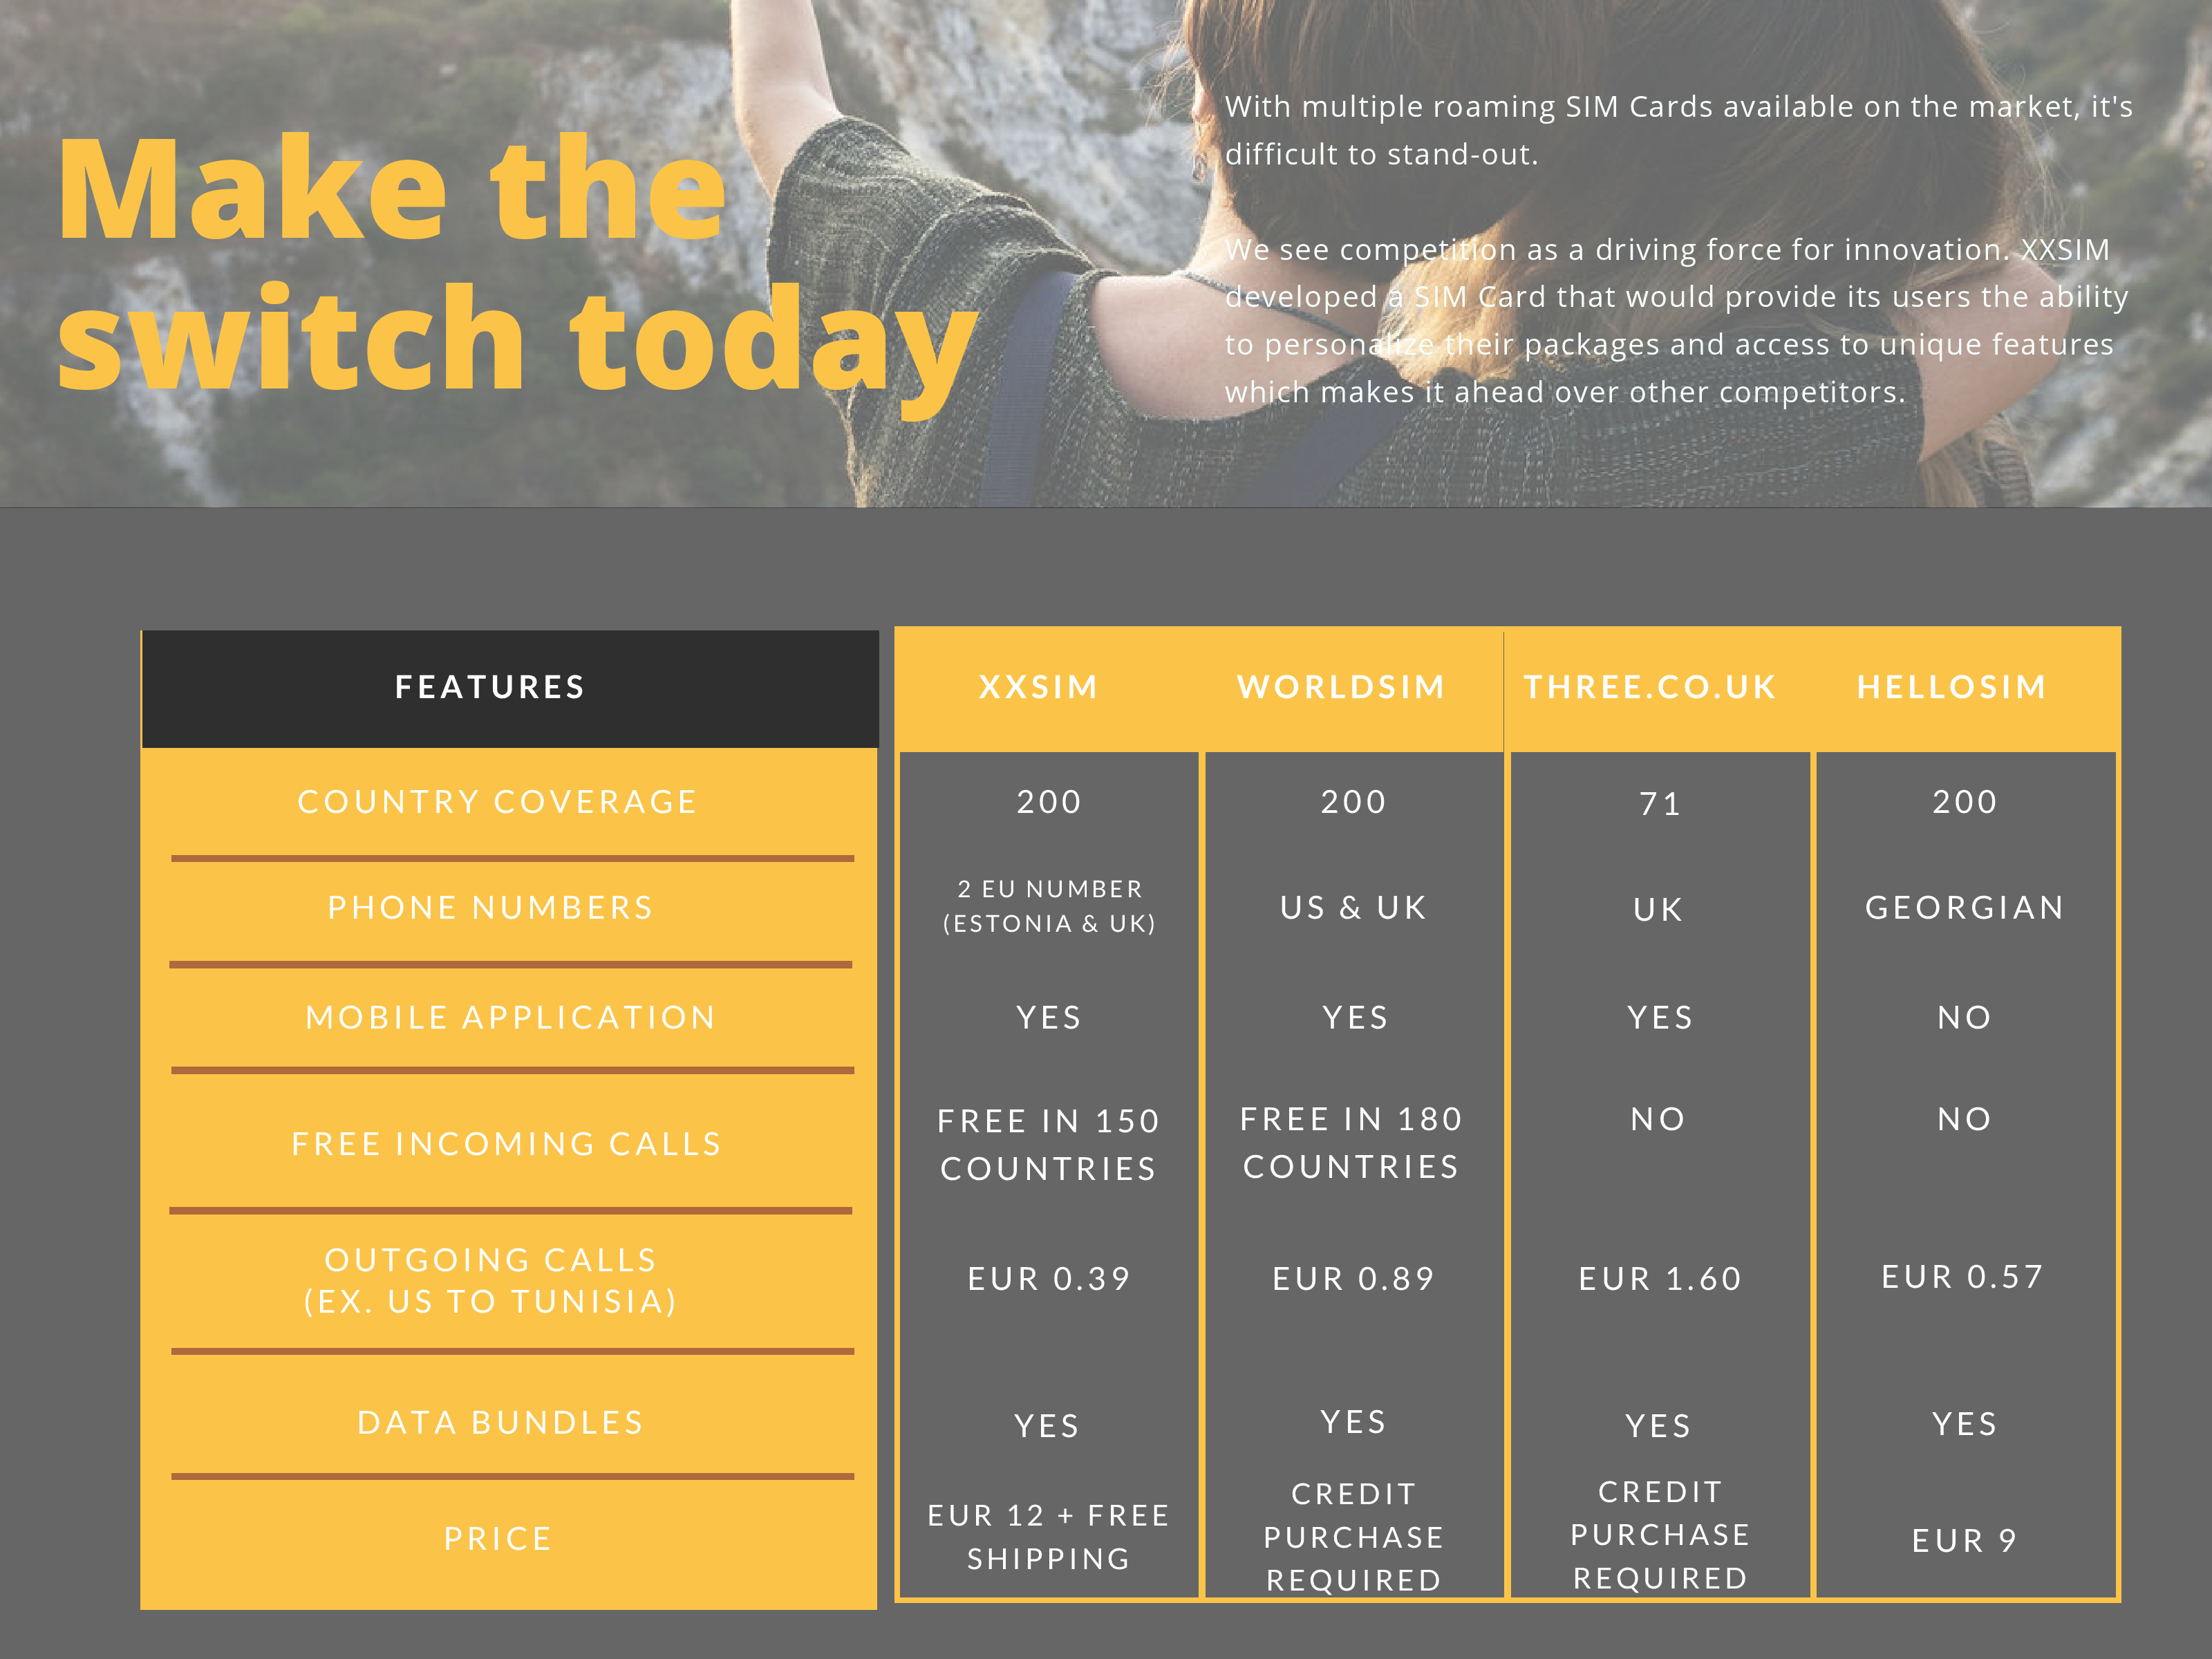 Make the
switch today
With multiple roaming SIM Cards available on the market, it's
difficult to stand-out.
We see competition as a driving force for innovation. XXSIM
developed a SIM Card that would provide its users the ability
to personalize their packages and access to unique features
which makes it ahead over other competitors.
FEATURES XXSIM WORLDSIM THREE.CO.UK HELLOSIM
COUNTRY COVERAGE 200 200 71 200
PHONE NUMBERS 2 EU NUMBER
(ESTONIA & UK) US & UK UK GEORGIAN
MOBILE APPLICATION YES YES YES NO
FREE INCOMING CALLS FREE IN 150
COUNTRIES FREE IN 180
COUNTRIES NO NO
OUTGOING CALLS
(EX. US TO TUNISIA) EUR 0.39 EUR 0.89 EUR 1.60 EUR 0.57
DATA BUNDLES YES YES YES YES
PRICE EUR 12 + FREE
SHIPPING CREDIT
PURCHASE
REQUIRED CREDIT
PURCHASE
REQUIRED EUR 9